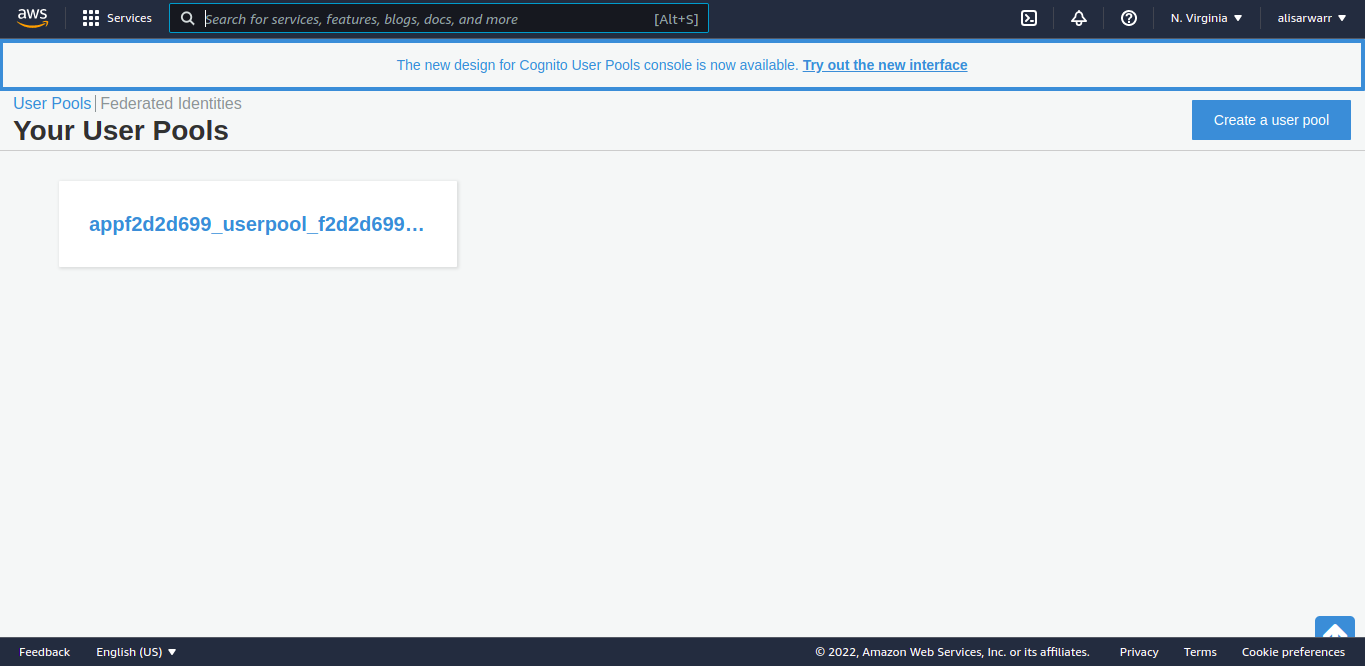 aws Services Search for services, features, blogs, docs, and more [Alt+S] N. Virginia alisarwarr
The new design for Cognito User Pools console is now available. Try out the new interface
User Pools Federated Identities
Your User Pools
Create a user pool
appf2d2d699_userpool_f2d2d699...
Feedback English (US) © 2022, Amazon Web Services, Inc. or its affiliates. Privacy Terms Cookie preferences